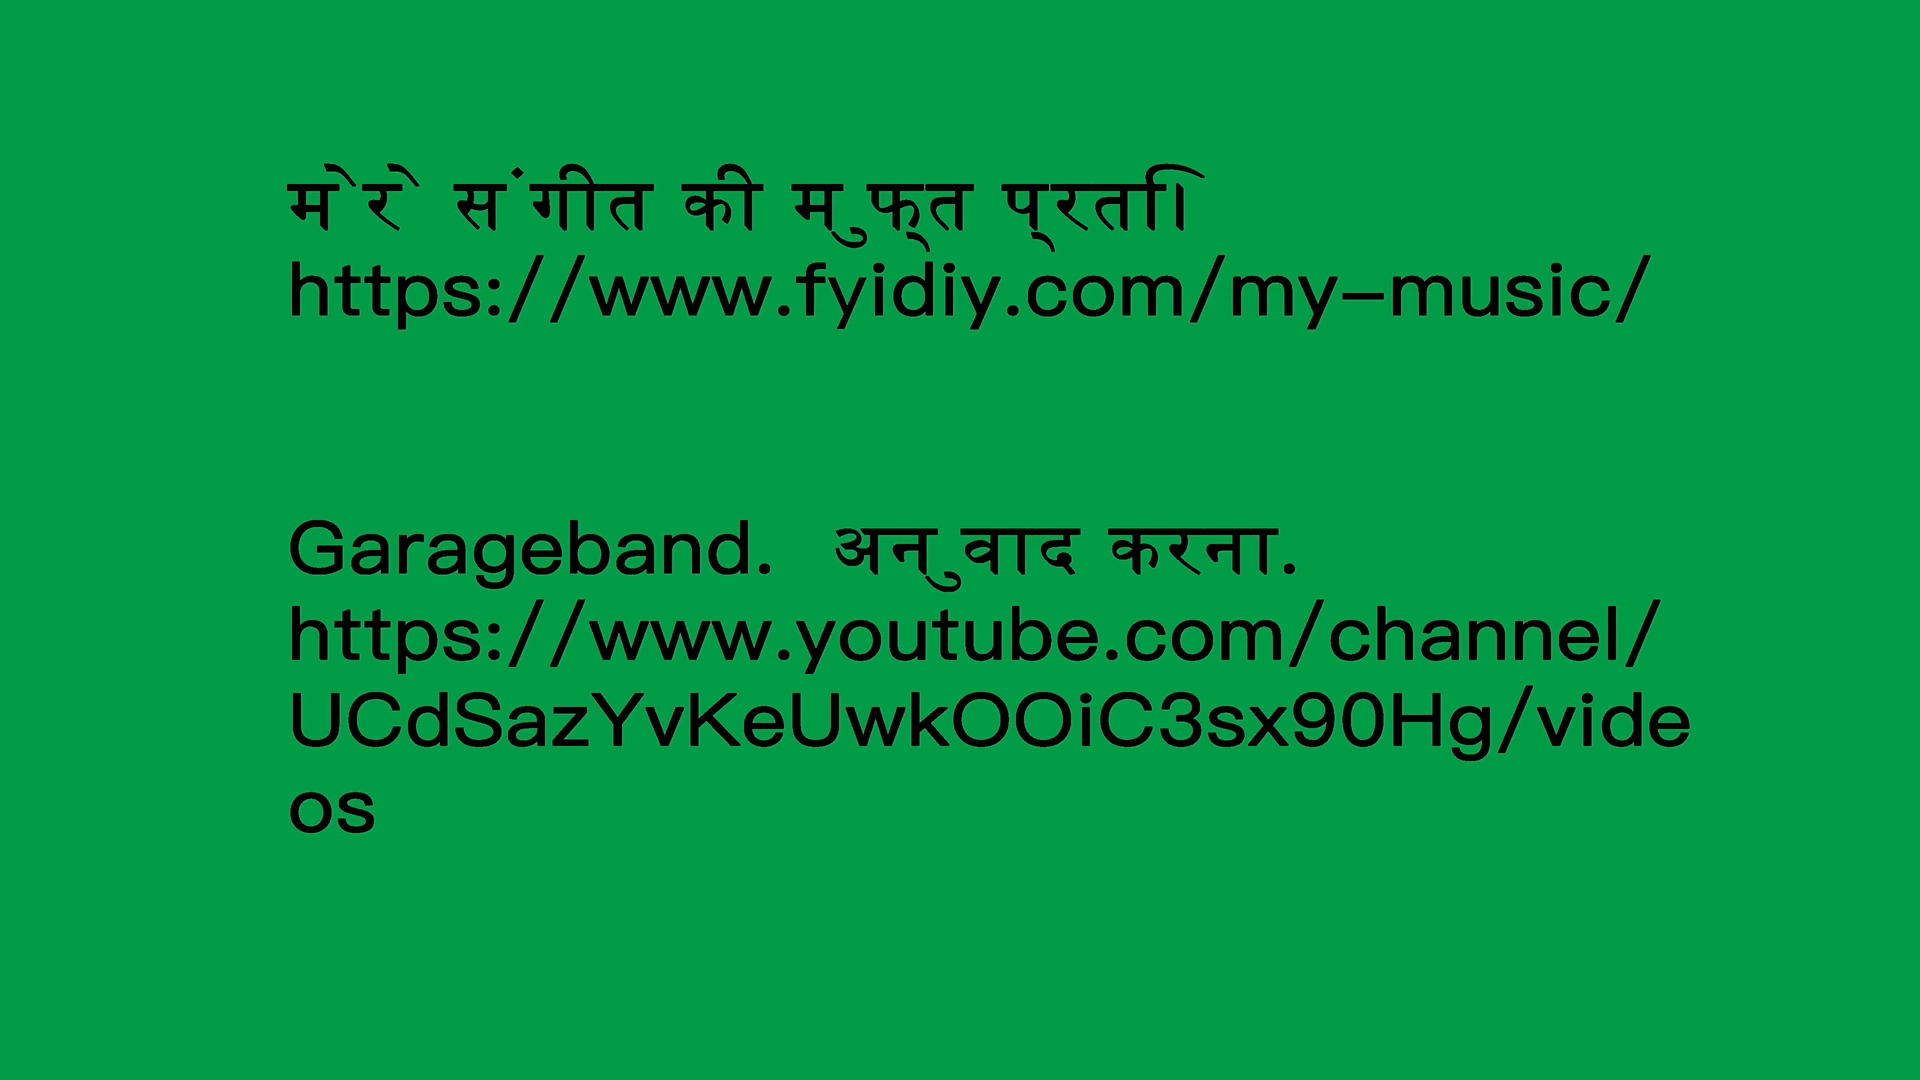 मेरे संगीत की मुफ्त प्रति।
https://www.fyidiy.com/my-music/
Garageband. अनुवाद करना.
https://www.youtube.com/channel/
UCdSazYvKeUwkOOiC3sx90Hg/vide
os